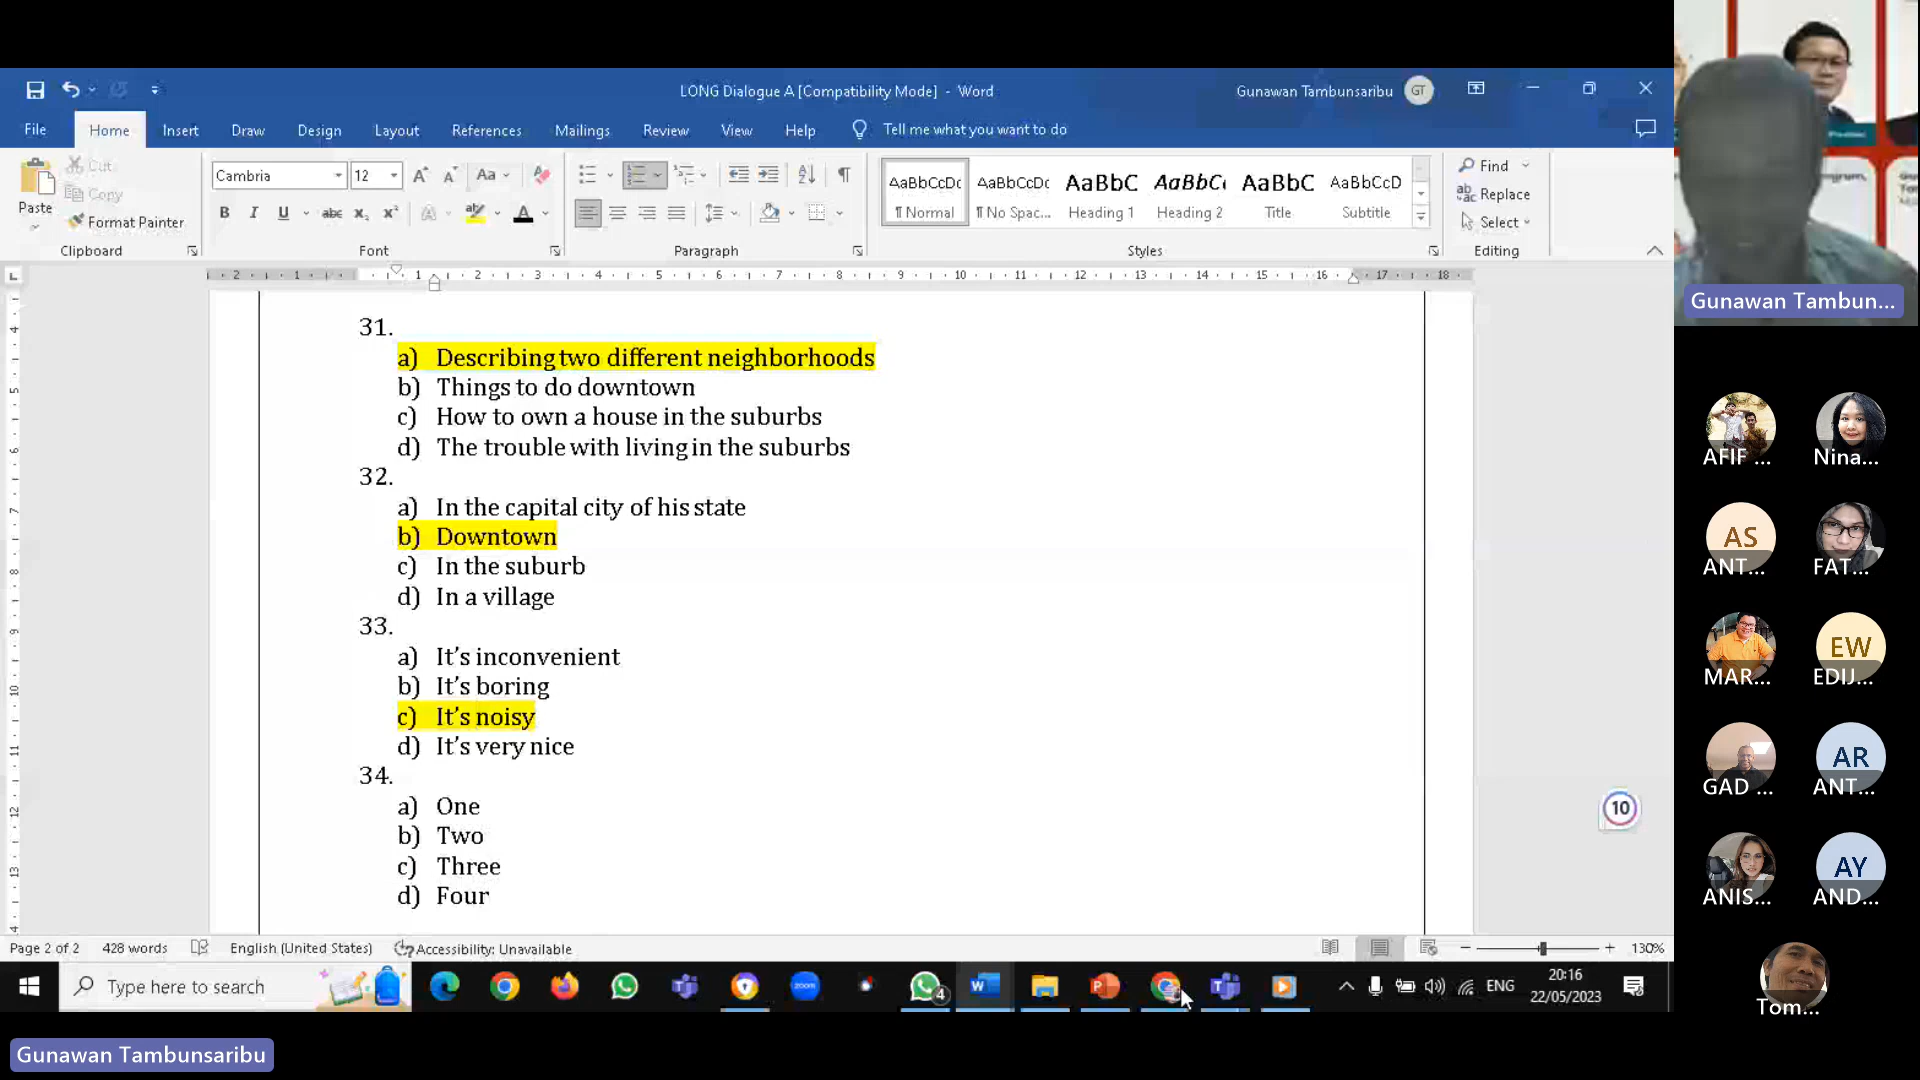 LONG Dialogue A [Compatibility Mode] - Word
Gunawan Tambunsaribu
GT
File
Home
Insert
Draw
Design
Layout
References
Mailings
Review
View
Help
Tell me what you want to do
Paste
Cut
Copy
Format Painter
Clipboard
Cambria
12
Font
Paragraph
AaBbCcDc
¶ Normal
AaBbCcDc
¶ No Spac...
AaBbC
Heading 1
AaBbCc
Heading 2
AaBbC
Title
AaBbCcD
Subtitle
Styles
Find
Replace
Select
Editing
31.
a) Describing two different neighborhoods
b) Things to do downtown
c) How to own a house in the suburbs
d) The trouble with living in the suburbs
32.
a) In the capital city of his state
b) Downtown
c) In the suburb
d) In a village
33.
a) It's inconvenient
b) It's boring
c) It's noisy
d) It's very nice
34.
a) One
b) Two
c) Three
d) Four
10
Page 2 of 2
428 words
English (United States)
Accessibility: Unavailable
130%
Type here to search
zoom
4
ENG
20:16
22/05/2023
Gunawan Tambunsaribu
Gunawan Tambun...
AFIF ...
Nina...
AS
ANT...
FAT...
MAR...
EW
EDIJ...
GAD ...
AR
ANT...
ANIS...
AY
AND...
Tom...